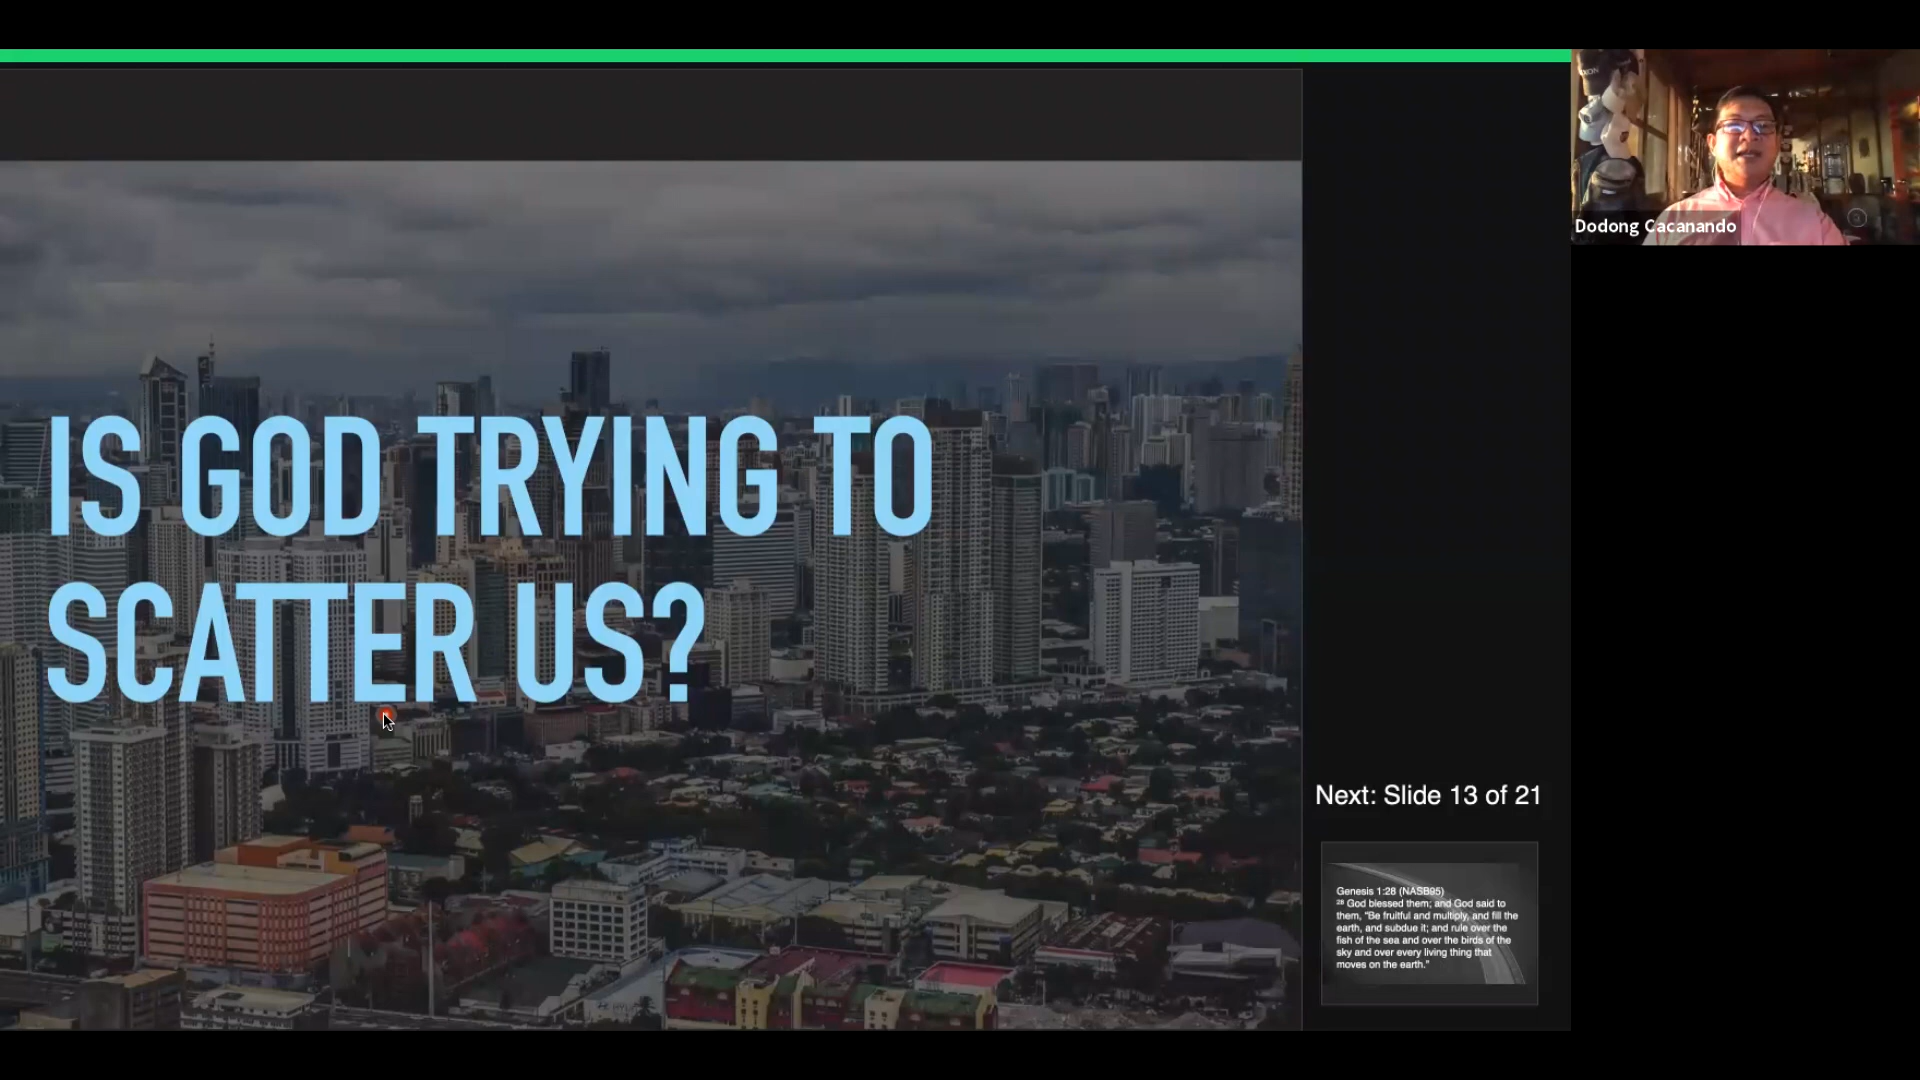 IS GOD TRYING TO
SCATTER US?
Dodong Cacanando
Next: Slide 13 of 21
Genesis 1:28 (NASB95)
28 God blessed them; and God said to
them, "Be fruitful and multiply, and fill the
earth, and subdue it; and rule over the
fish of the sea and over the birds of the
sky and over every living thing that
moves on the earth."